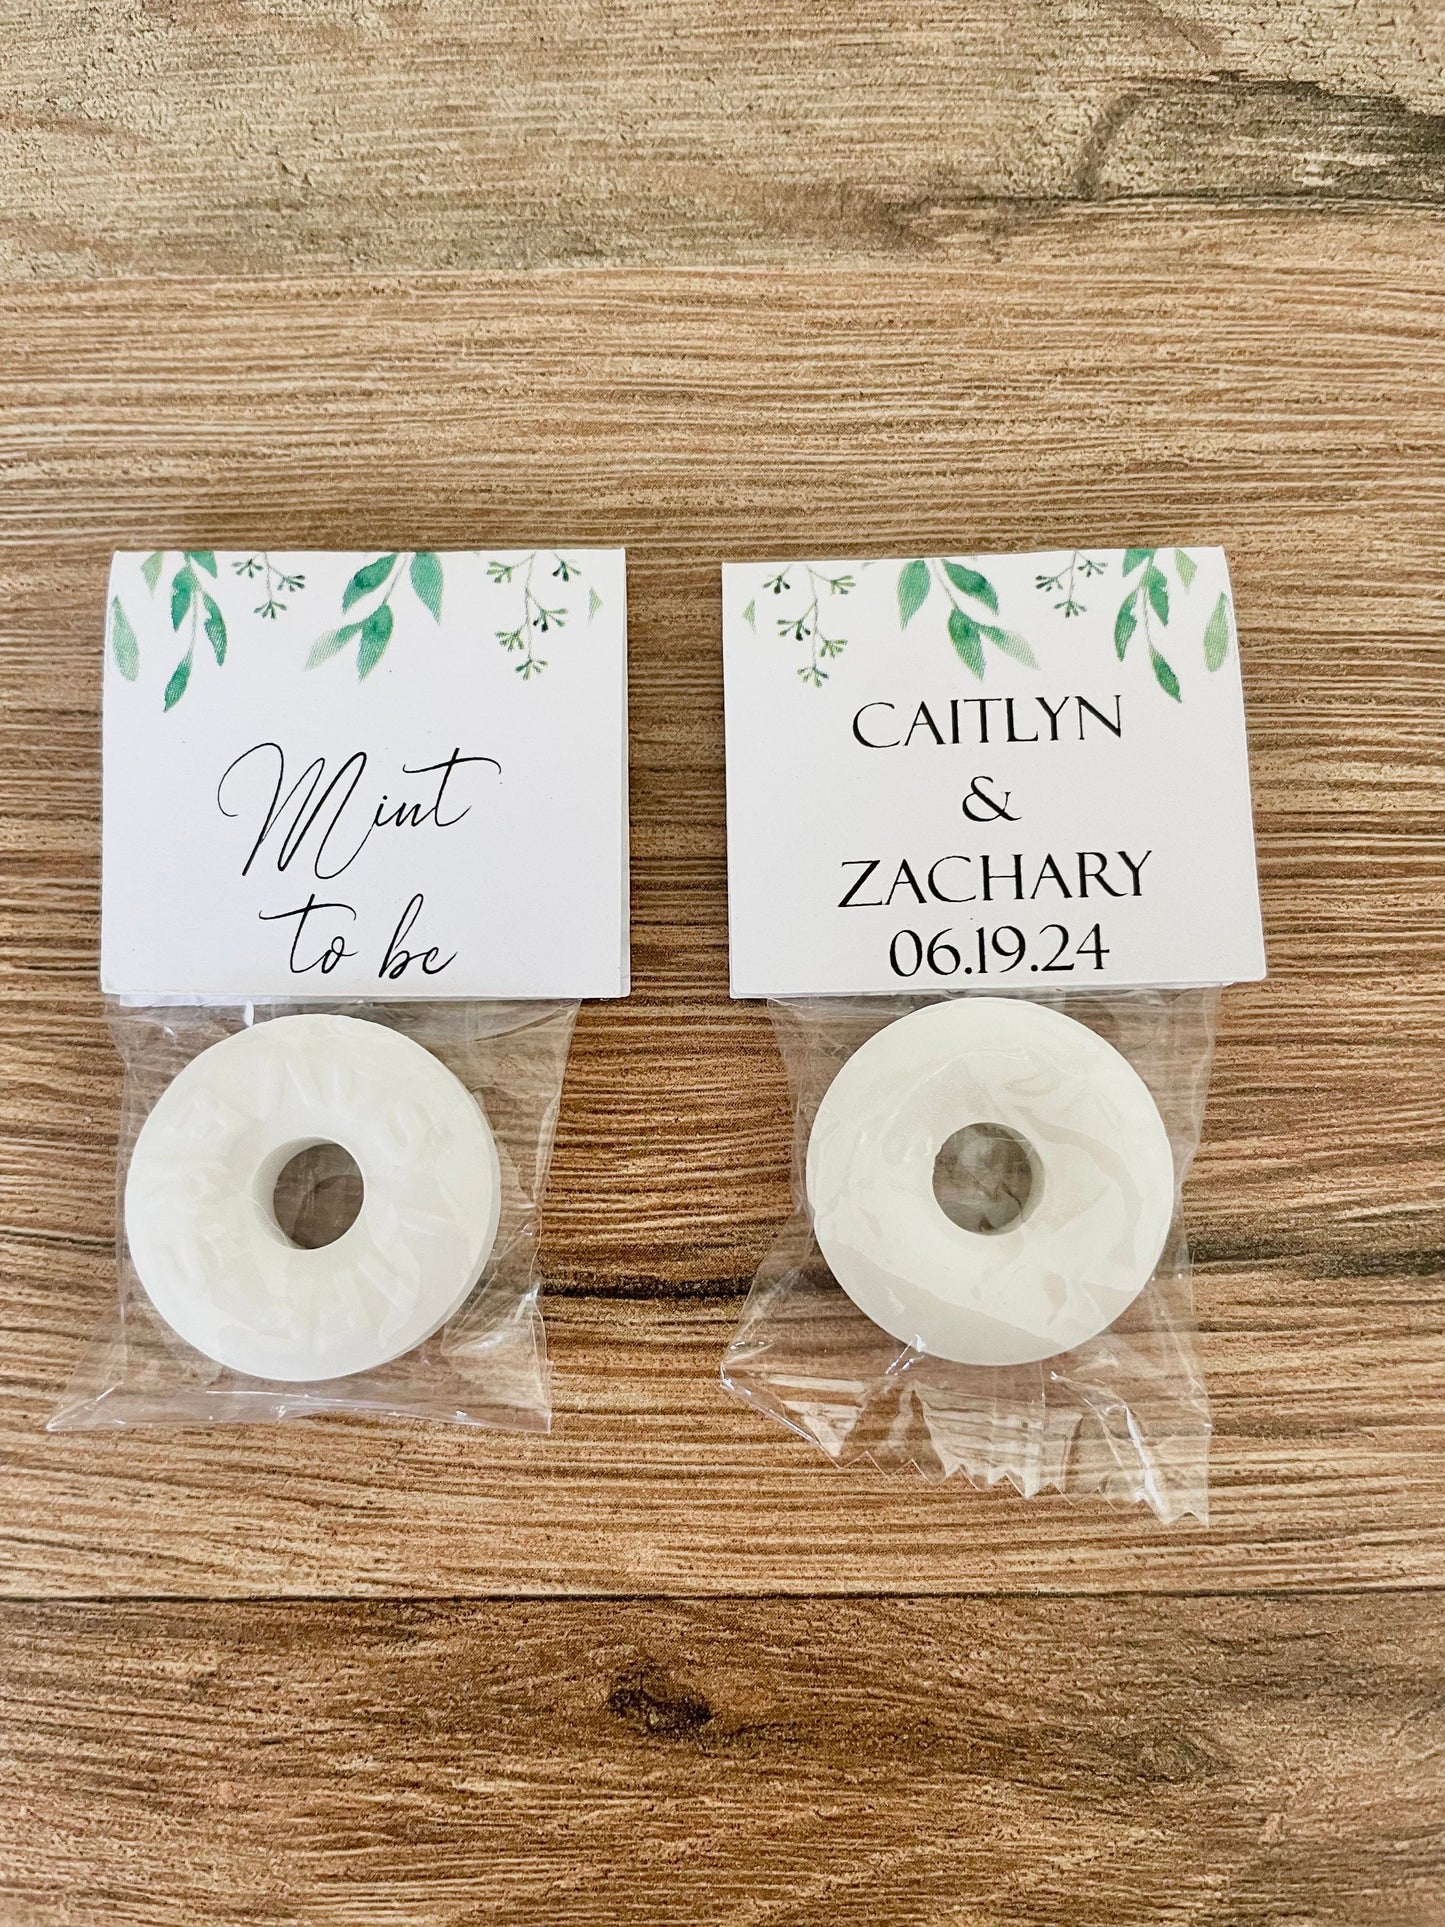 Mint
to be
CAITLYN
&
ZACHARY
06.19.24